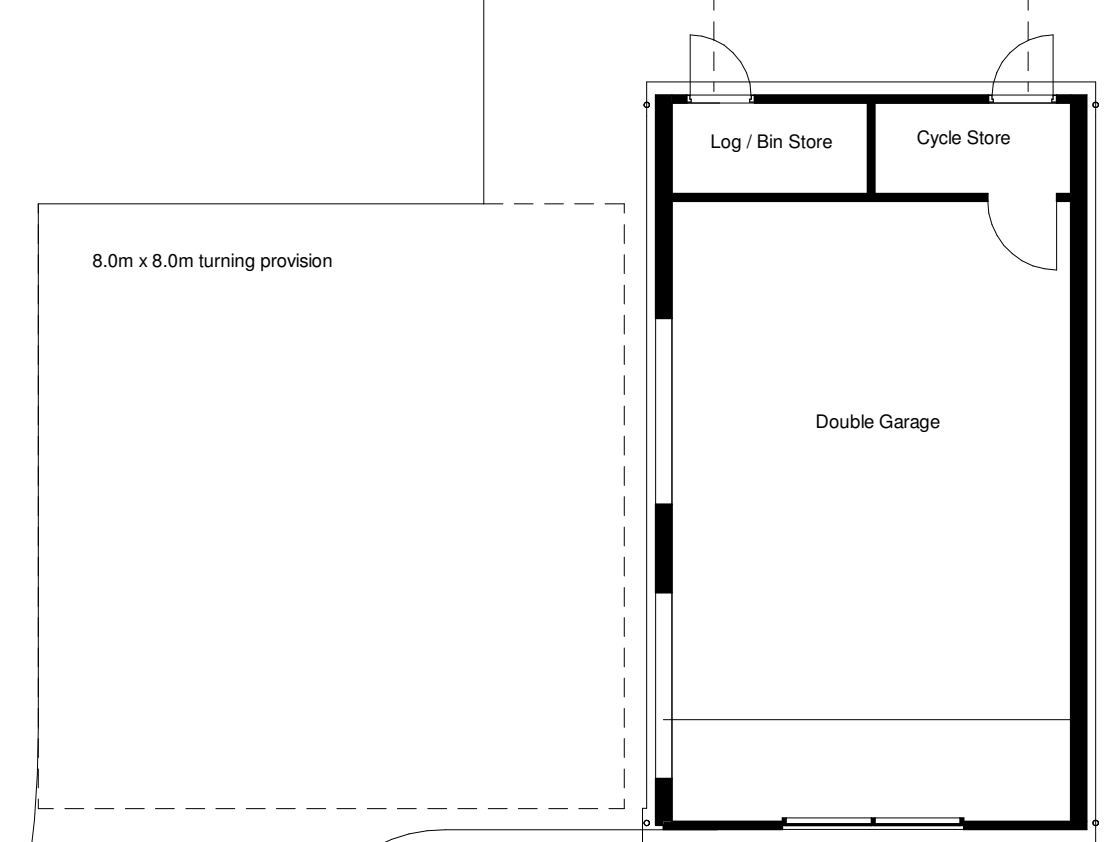 Log / Bin Store
Cycle Store
8.0m x 8.0m turning provision
Double Garage